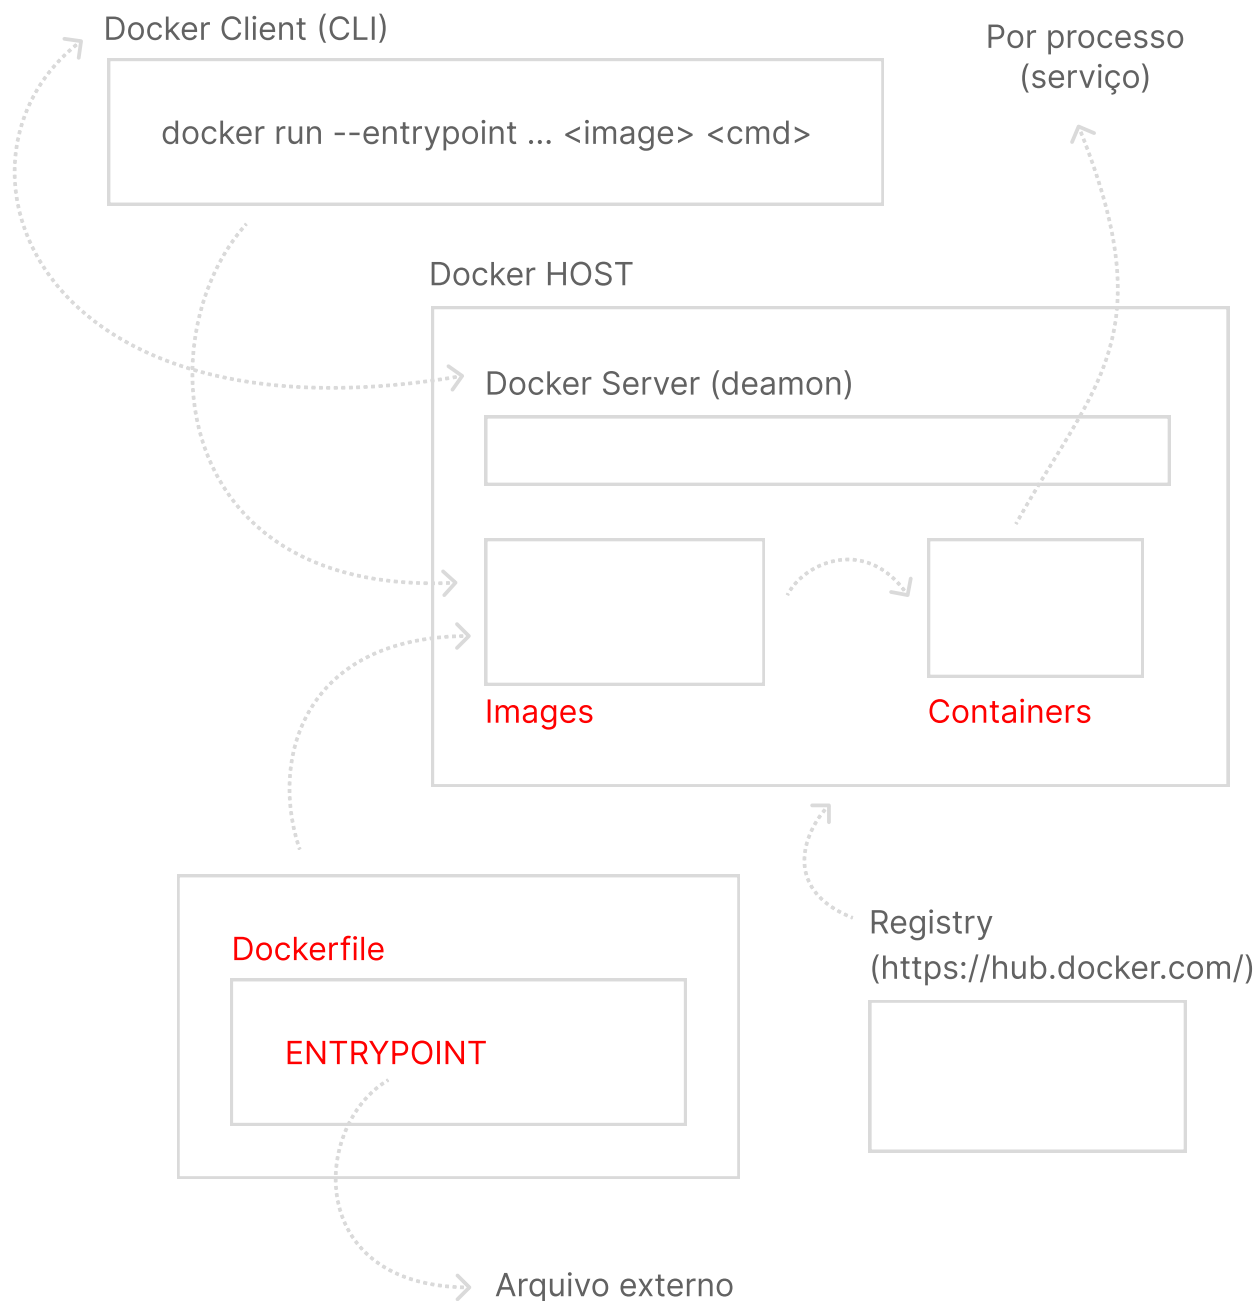 Docker Client (CLI)
Por processo
(serviço)
docker run --entrypoint ... <image> <cmd>
Docker HOST
Docker Server (deamon)
Images
Containers
Dockerfile
ENTRYPOINT
Registry
(https://hub.docker.com/)
Arquivo externo